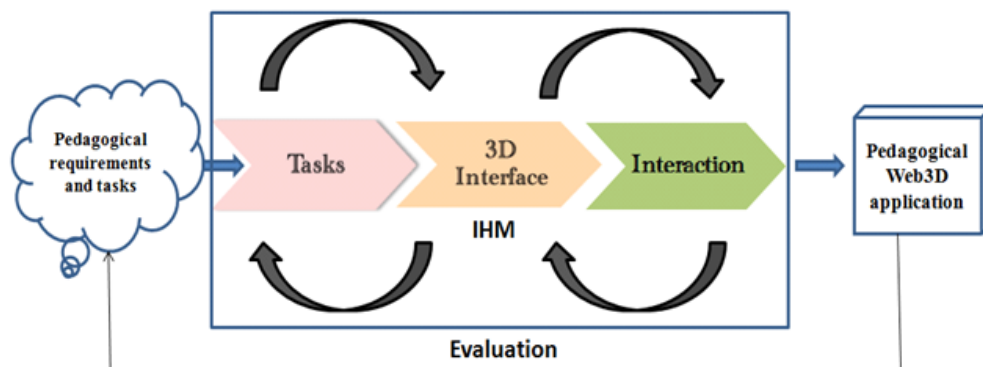 Pedagogical
requirements
and tasks
Tasks
3D
Interface
Interaction
IHM
Pedagogical
Web3D
application
Evaluation